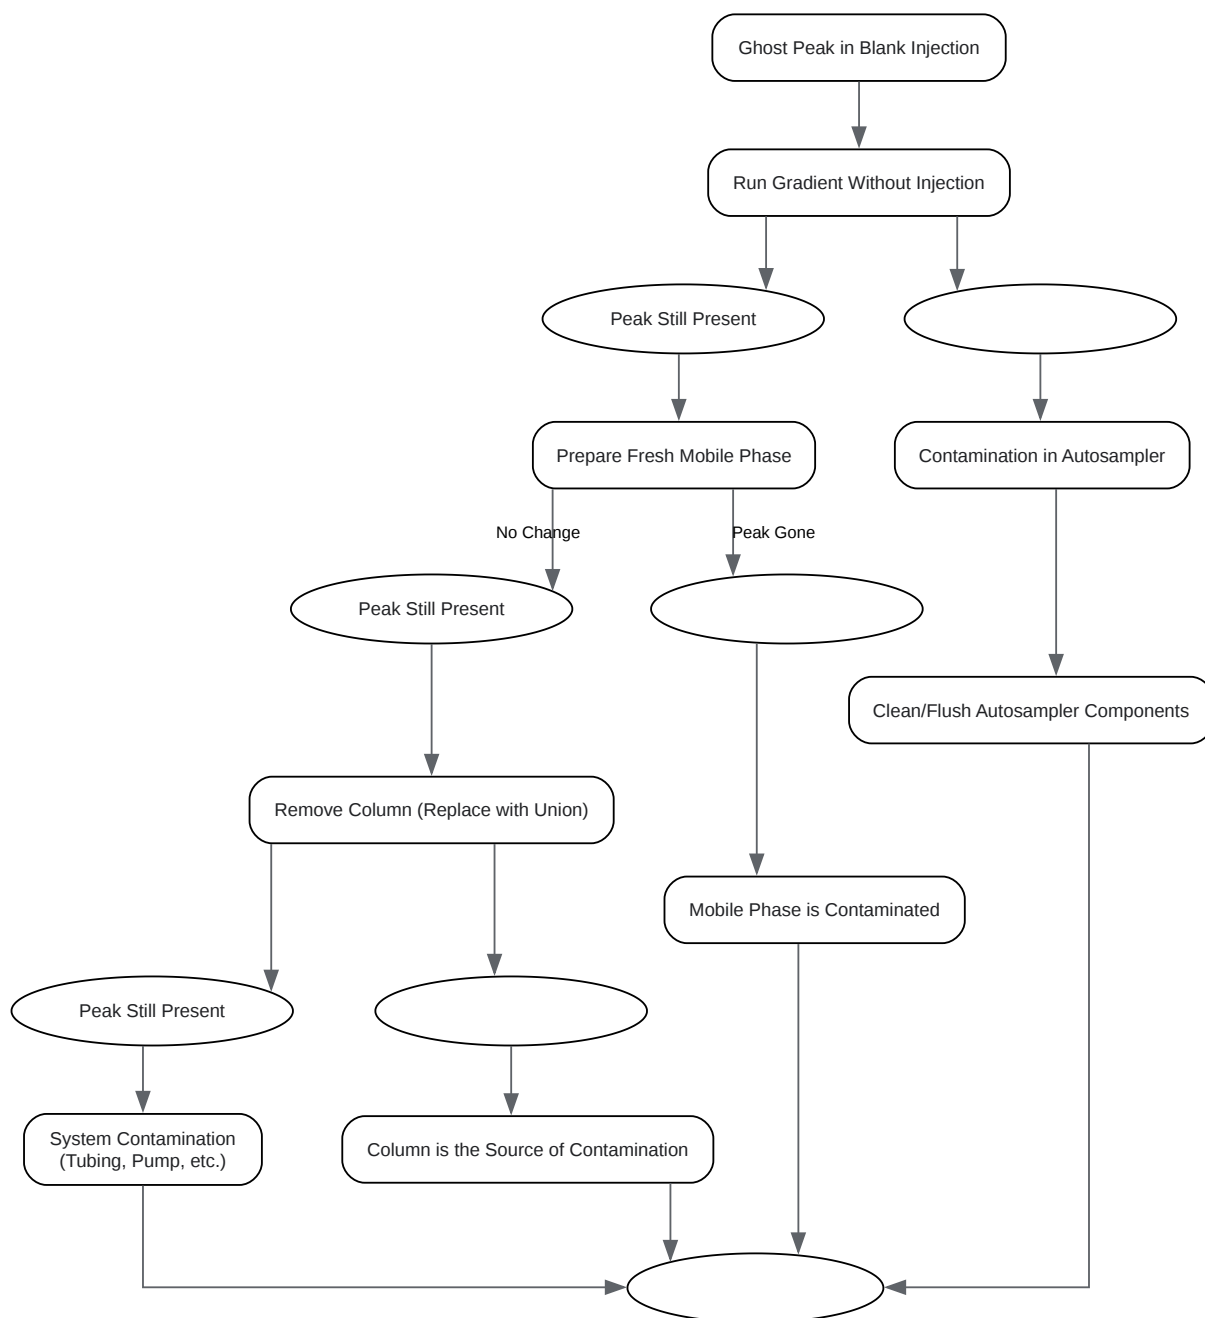 Ghost Peak in Blank Injection
Run Gradient Without Injection
Peak Still Present
Prepare Fresh Mobile Phase
Contamination in Autosampler
No Change
Peak Gone
Peak Still Present
Clean/Flush Autosampler Components
Remove Column (Replace with Union)
Mobile Phase is Contaminated
Peak Still Present
System Contamination
(Tubing, Pump, etc.)
Column is the Source of Contamination